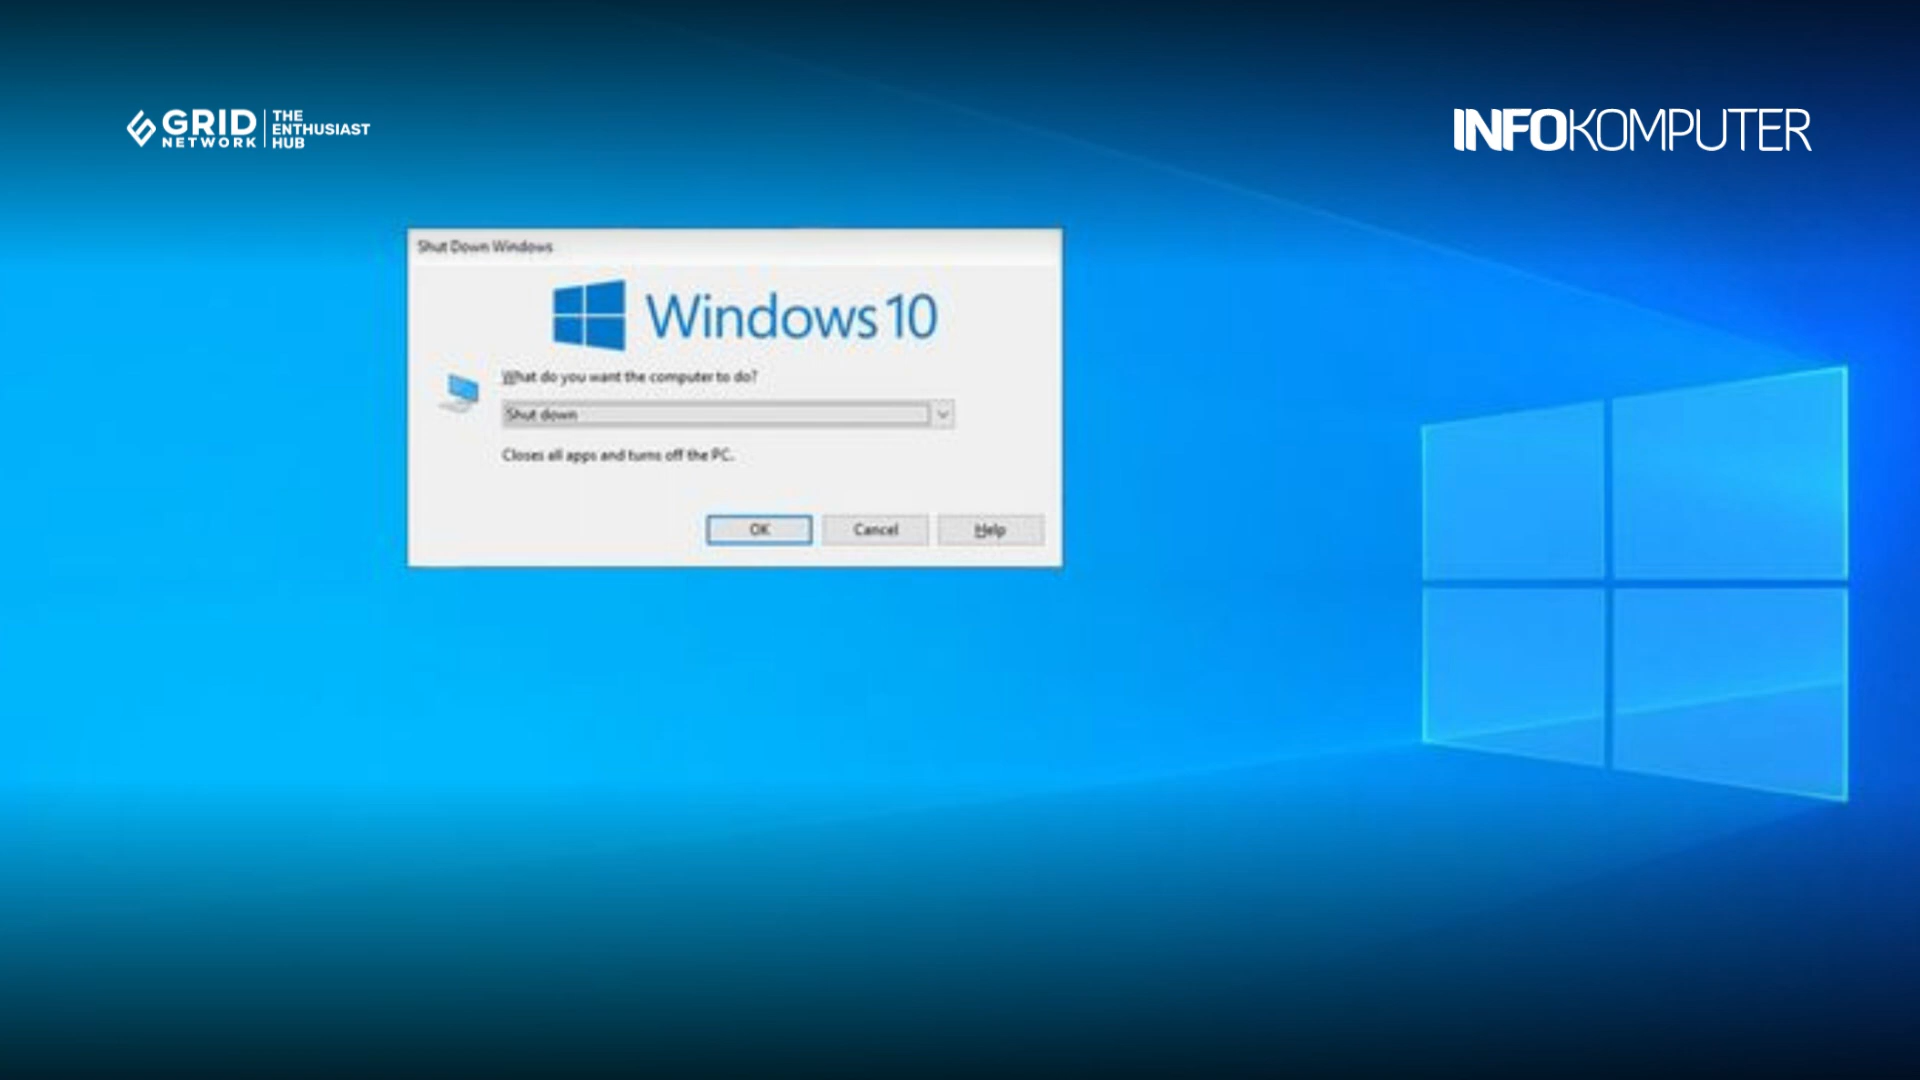 GRID
NETWORK
THE
ENTHUSIAST
HUB
INFOKOMPUTER
Shut Down Windows
Windows 10
What do you want the computer to do?
Shut down
Closes all apps and turns off the PC.
OK
Cancel
Help